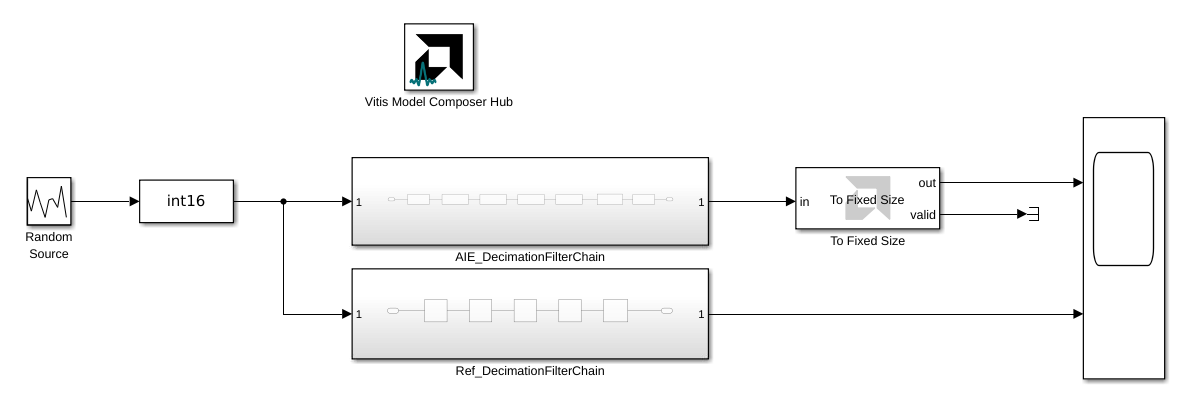 Vitis Model Composer Hub
Random
Source
int16
1
1
AIE_DecimationFilterChain
in
To Fixed Size
out
valid
To Fixed Size
1
1
Ref_DecimationFilterChain